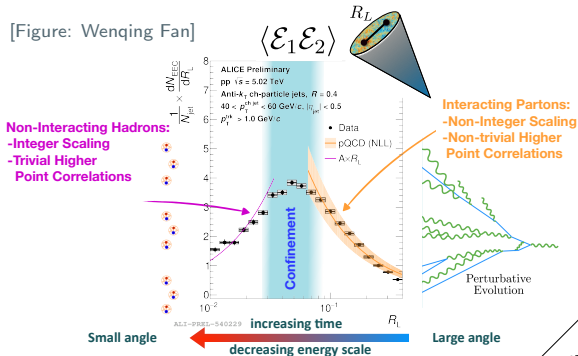 [Figure: Wenqing Fan]
⟨ℰ₁ℰ₂⟩
R_L
1/N_jet × dN_EEC/dR_L
8
7
6
5
4
3
2
1
0
ALICE Preliminary
pp √s = 5.02 TeV
Anti-k_T ch-particle jets, R = 0.4
40 < p_T^ch jet < 60 GeV/c, |η_jet| < 0.5
p_T^trk > 1.0 GeV/c
Data
pQCD (NLL)
A×R_L
Confinement
Non-Interacting Hadrons:
-Integer Scaling
-Trivial Higher
Point Correlations
Interacting Partons:
-Non-Integer Scaling
-Non-trivial Higher
Point Correlations
Perturbative
Evolution
10⁻²
10⁻¹
R_L
ALI-PREL-540229
Small angle
increasing time
decreasing energy scale
Large angle